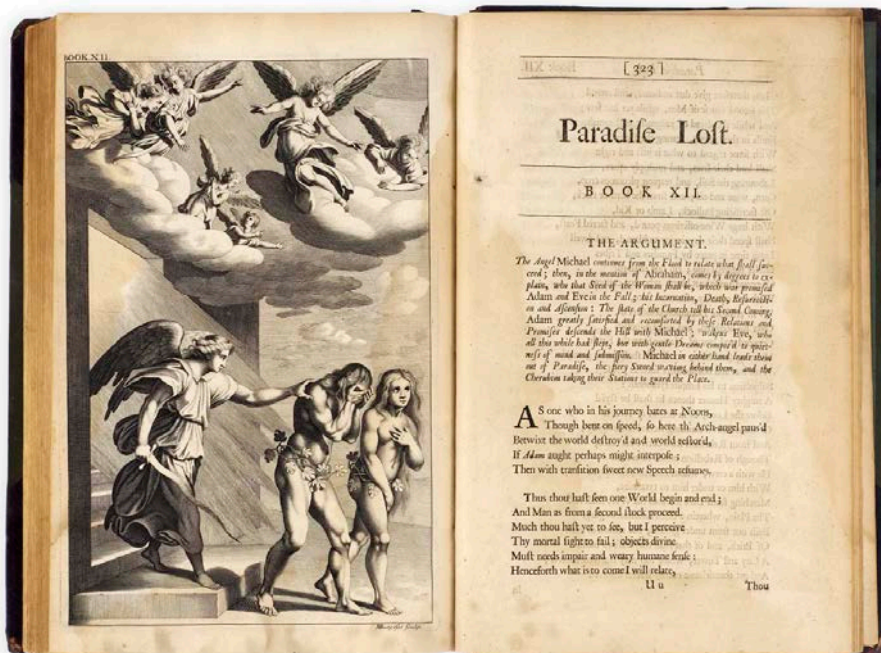 BOOK.XII
[ 323 ]
Paradiſe Loſt.
BOOK XII.
THE ARGUMENT.
The Angel Michael continues from the Flood to relate what ſhall ſuc-
ceed; then, in the mention of Abraham, comes by degrees to ex-
plain, who that Seed of the Woman ſhall be, which was promiſed
Adam and Eve in the Fall; his Incarnation, Death, Reſurrecti-
on and Aſcenſion: The ſtate of the Church till his Second Coming.
Adam greatly ſatisfied and recomforted by theſe Relations and
Promiſes deſcends the Hill with Michael; wakens Eve, who
all this while had ſlept, but with gentle Dreams compos'd to quiet-
neſs of mind and ſubmiſſion. Michael in either hand leads them
out of Paradiſe, the fiery Sword waving behind them, and the
Cherubim taking their Stations to guard the Place.
AS one who in his journey bates at Noon,
Though bent on ſpeed, ſo here th' Arch-angel paus'd
Betwixt the world deſtroy'd and world reſtor'd,
If Adam aught perhaps might interpoſe;
Then with tranſition ſweet new Speech reſumes.
Thus thou haſt ſeen one World begin and end;
And Man as from a ſecond ſtock proceed.
Much thou haſt yet to ſee, but I perceive
Thy mortal ſight to fail; objects divine
Muſt needs impair and weary humane ſenſe:
Henceforth what is to come I will relate,
U u Thou